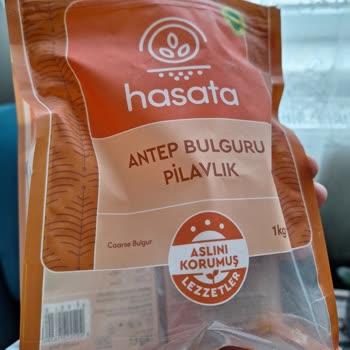 hasata
ANTEP BULGURU
PİLAVLIK
Coarse Bulgur
1kg
ASLINI
KORUMUŞ
LEZZETLER